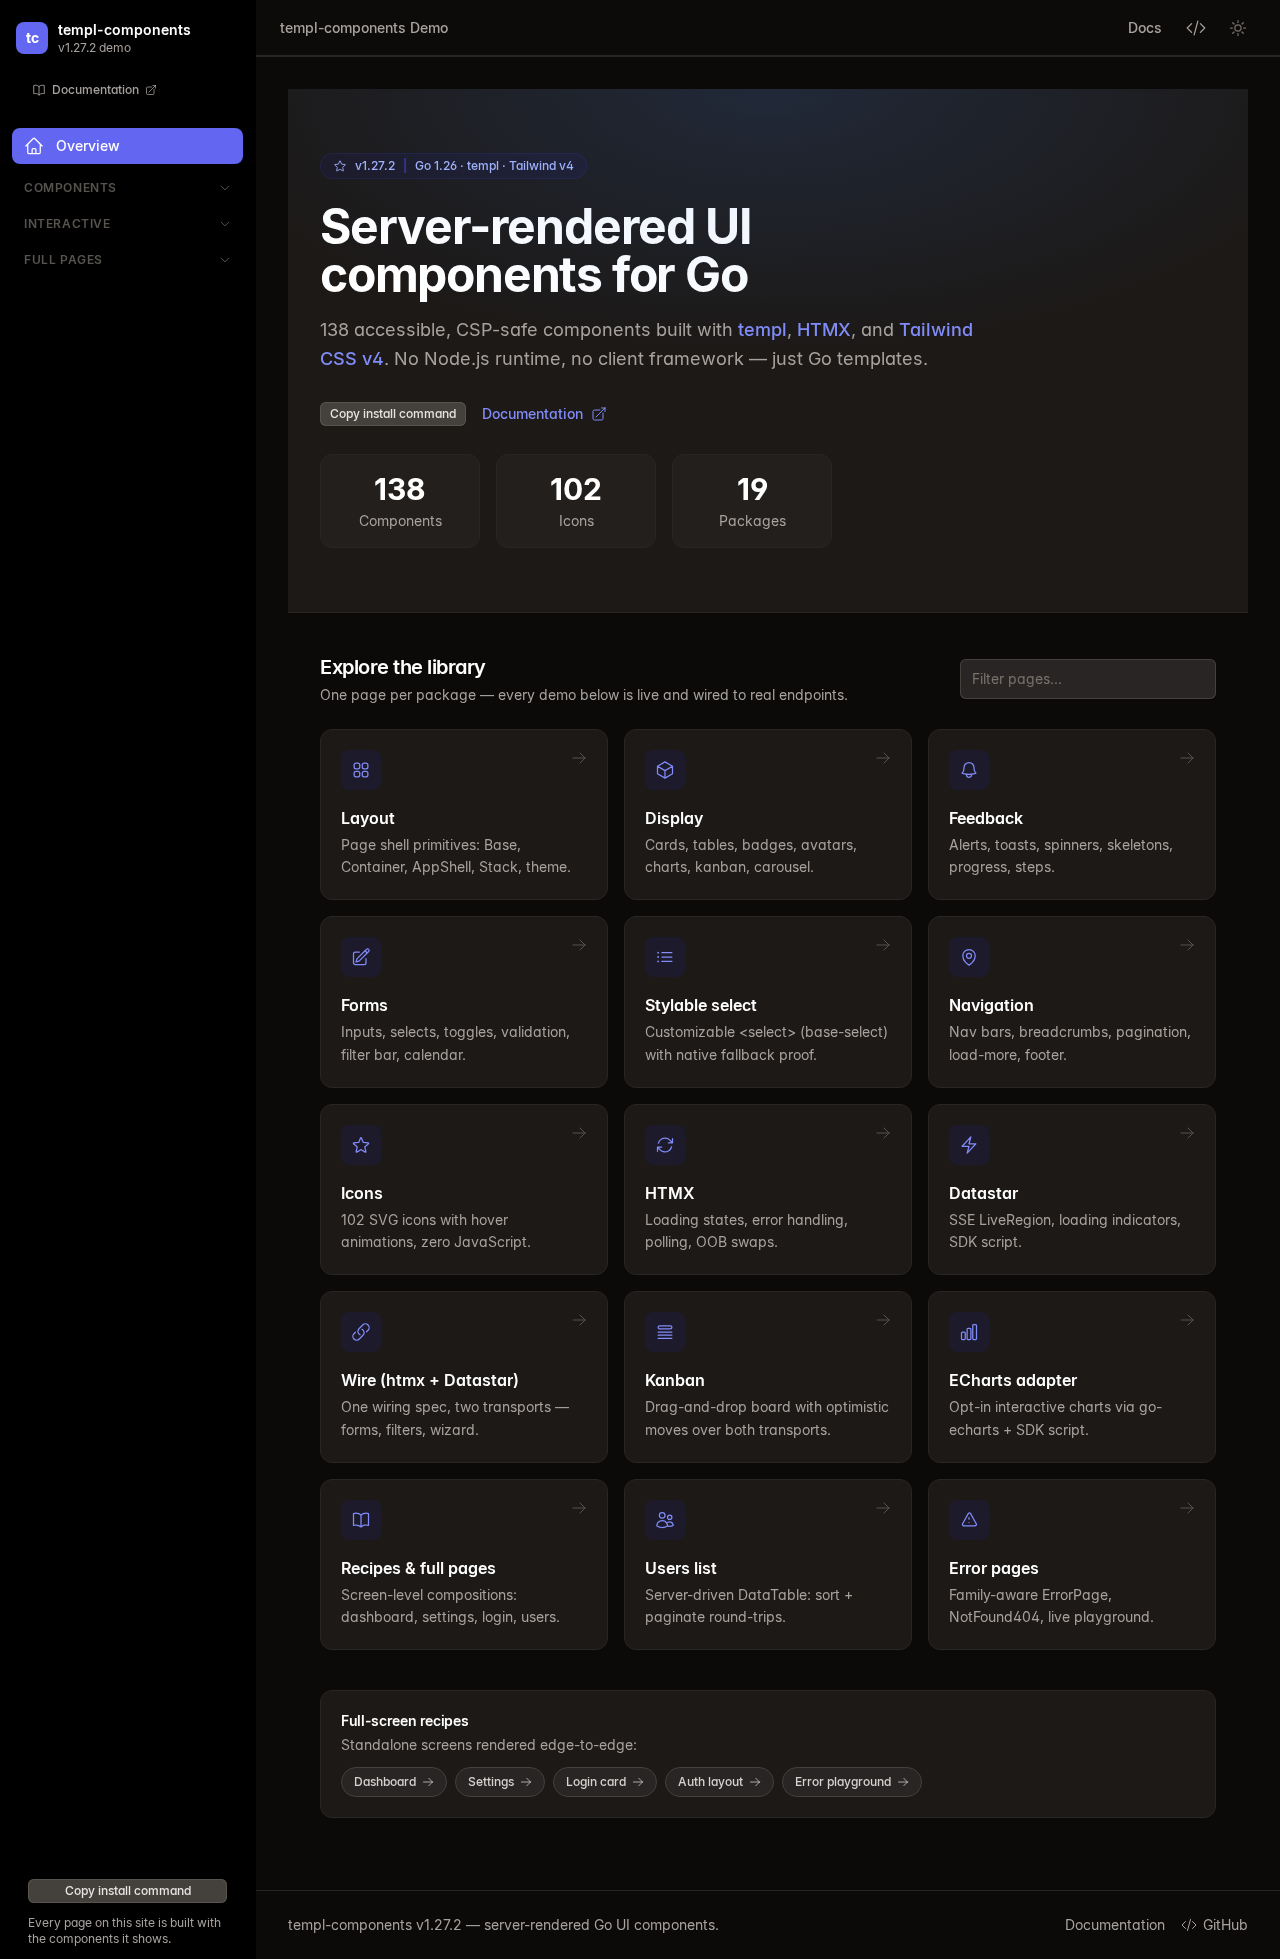 tc
templ-components
v1.27.2 demo
Documentation
Overview
COMPONENTS
INTERACTIVE
FULL PAGES
Copy install command
Every page on this site is built with
the components it shows.
templ-components Demo
Docs
v1.27.2 | Go 1.26 · templ · Tailwind v4
Server-rendered UI
components for Go
138 accessible, CSP-safe components built with templ, HTMX, and Tailwind
CSS v4. No Node.js runtime, no client framework — just Go templates.
Copy install command
Documentation
138
Components
102
Icons
19
Packages
Explore the library
One page per package — every demo below is live and wired to real endpoints.
Filter pages...
Layout
Page shell primitives: Base,
Container, AppShell, Stack, theme.
Display
Cards, tables, badges, avatars,
charts, kanban, carousel.
Feedback
Alerts, toasts, spinners, skeletons,
progress, steps.
Forms
Inputs, selects, toggles, validation,
filter bar, calendar.
Stylable select
Customizable <select> (base-select)
with native fallback proof.
Navigation
Nav bars, breadcrumbs, pagination,
load-more, footer.
Icons
102 SVG icons with hover
animations, zero JavaScript.
HTMX
Loading states, error handling,
polling, OOB swaps.
Datastar
SSE LiveRegion, loading indicators,
SDK script.
Wire (htmx + Datastar)
One wiring spec, two transports —
forms, filters, wizard.
Kanban
Drag-and-drop board with optimistic
moves over both transports.
ECharts adapter
Opt-in interactive charts via go-
echarts + SDK script.
Recipes & full pages
Screen-level compositions:
dashboard, settings, login, users.
Users list
Server-driven DataTable: sort +
paginate round-trips.
Error pages
Family-aware ErrorPage,
NotFound404, live playground.
Full-screen recipes
Standalone screens rendered edge-to-edge:
Dashboard →
Settings →
Login card →
Auth layout →
Error playground →
templ-components v1.27.2 — server-rendered Go UI components.
Documentation
GitHub